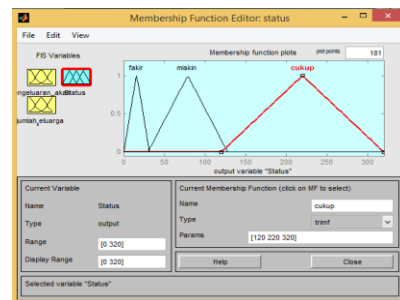 Membership Function Editor: status
File Edit View
FIS Variables
Membership function plots plot points: 181
ngeluaran_akan
Status
jumlah_keluarga
fakir miskin cukup
1
0.5
0
0 50 100 150 200 250 300
output variable "Status"
Current Variable
Name Status
Type output
Range [0 320]
Display Range [0 320]
Current Membership Function (click on MF to select)
Name cukup
Type trimf
Params [120 220 320]
Help Close
Selected variable "Status"